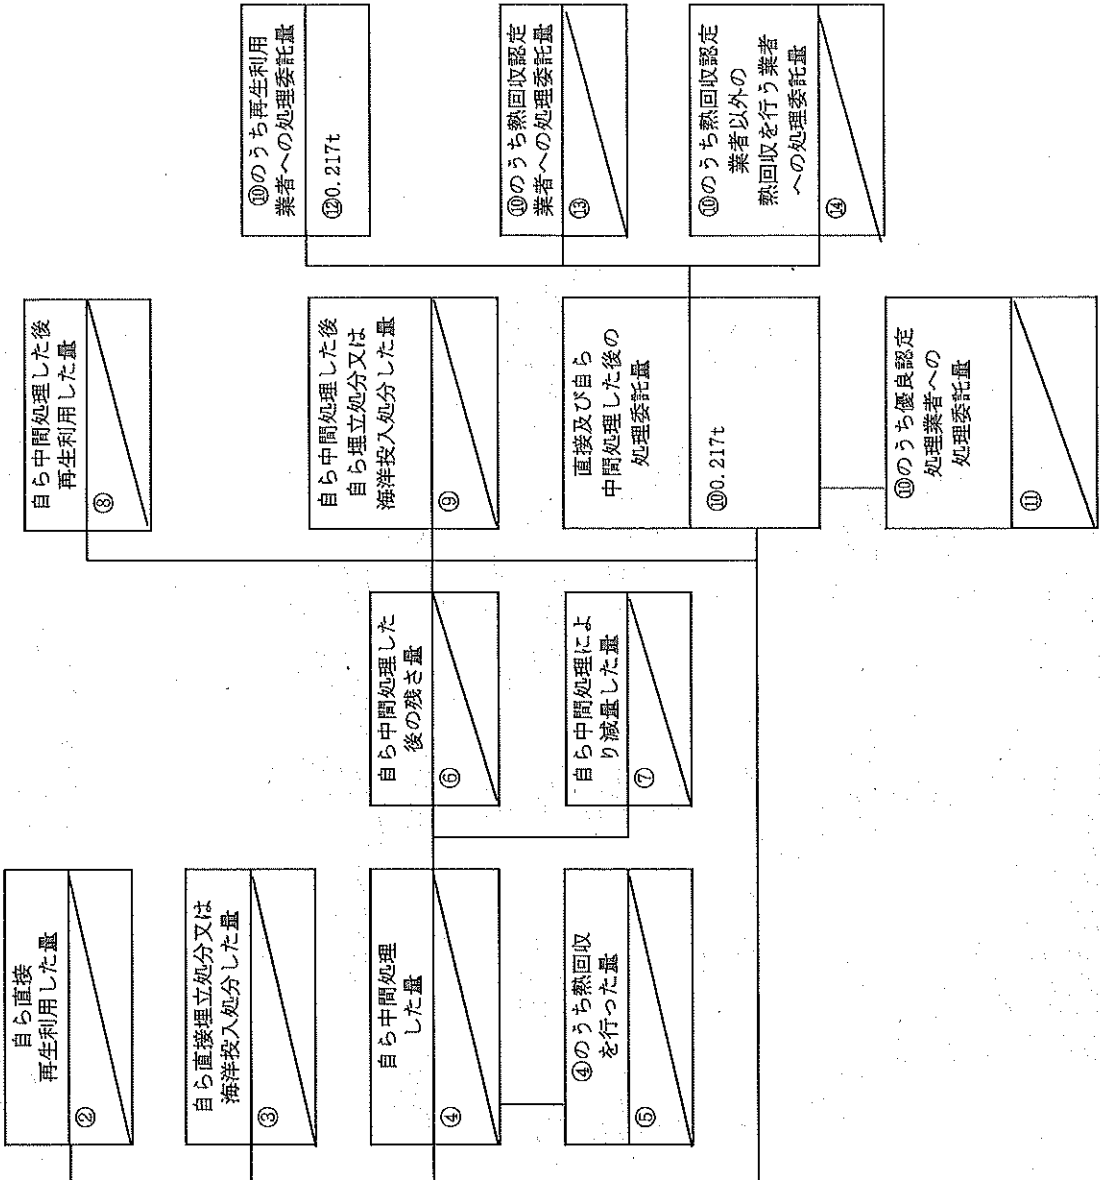 自ら直接
再生利用した量
②
自ら直接埋立処分又は
海洋投入処分した量
③
自ら中間処理
した量
④
④のうち熱回収
を行った量
⑤
自ら中間処理した
後の残さ量
⑥
自ら中間処理によ
り減量した量
⑦
自ら中間処理した後
再生利用した量
⑧
自ら中間処理した後
自ら埋立処分又は
海洋投入処分した量
⑨
直接及び自ら
中間処理した後の
処理委託量
⑩0.217t
⑩のうち優良認定
処理業者への
処理委託量
⑪
⑩のうち再生利用
業者への処理委託量
⑫0.217t
⑩のうち熱回収認定
業者への処理委託量
⑬
⑩のうち熱回収認定
業者以外の
熱回収を行う業者
への処理委託量
⑭